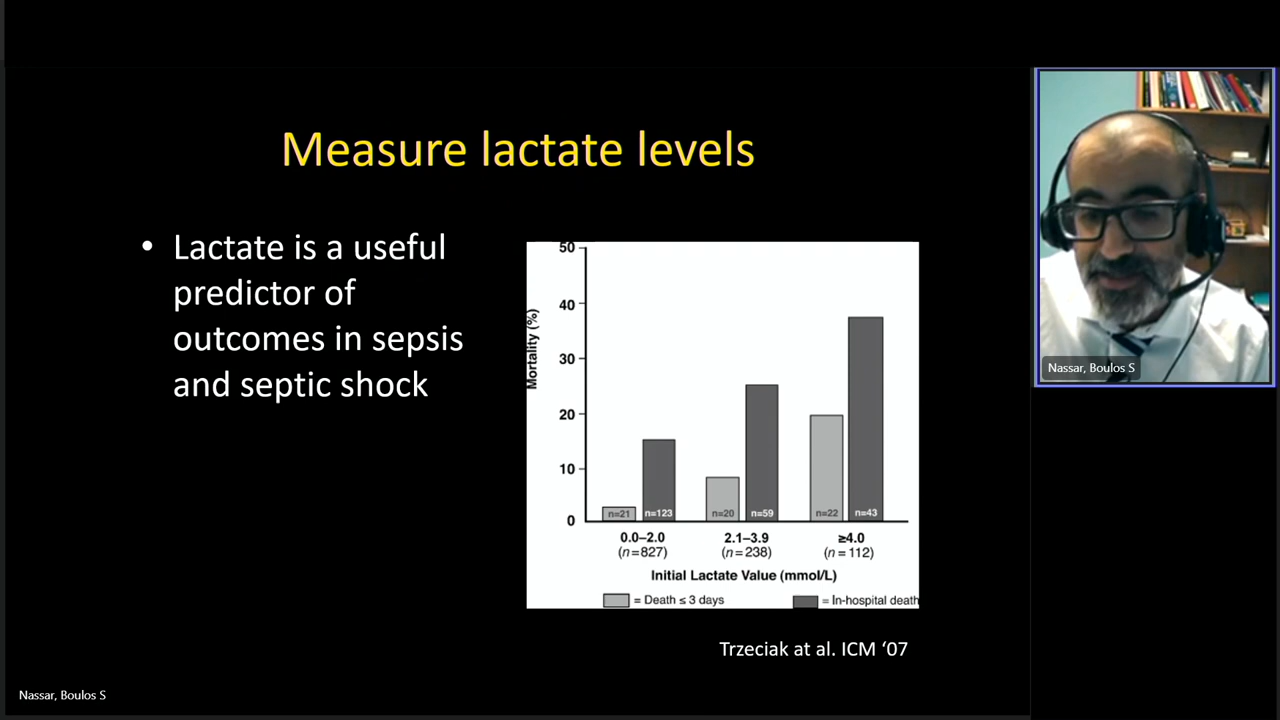 Measure lactate levels
• Lactate is a useful
predictor of
outcomes in sepsis
and septic shock
50
40
30
20
10
0
Mortality (%)
n=21
n=123
n=20
n=59
n=22
n=43
0.0–2.0
2.1–3.9
≥4.0
(n=827)
(n=238)
(n=112)
Initial Lactate Value (mmol/L)
= Death ≤ 3 days
= In-hospital death
Trzeciak at al. ICM ‘07
Nassar, Boulos S
Nassar, Boulos S